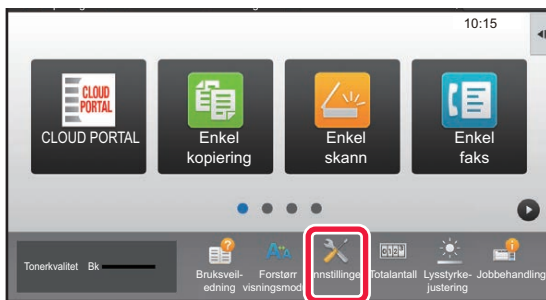 10:15
CLOUD
PORTAL
CLOUD PORTAL
Enkel
kopiering
Enkel
skann
Enkel
faks
Tonerkvalitet Bk
Bruksveil-
edning
Forstørr
visningsmod
Innstillinger
Totalantall
Lysstyrke-
justering
Jobbehandling